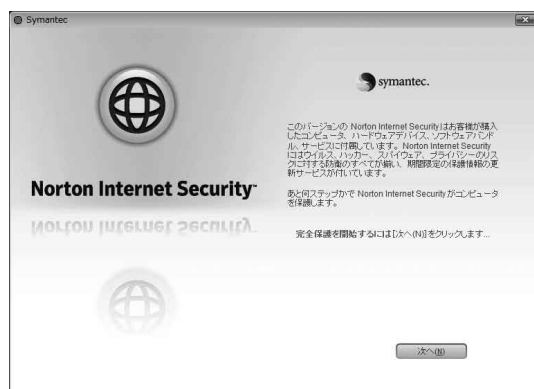 Symantec
symantec.
このバージョンの Norton Internet Security はお客様が購入
したコンピュータ、ハードウェアデバイス、ソフトウェアバンド
ル、サービスに付属しています。Norton Internet Security
にはウイルス、ハッカー、スパイウェア、プライバシーのリス
クに対する防衛のすべてが揃い、期間限定の保護情報の更
新サービスが付いています。
Norton Internet Security
あと何ステップかで Norton Internet Security がコンピュータ
を保護します。
完全保護を開始するには[次へ(N)]をクリックします...
次へ(N)